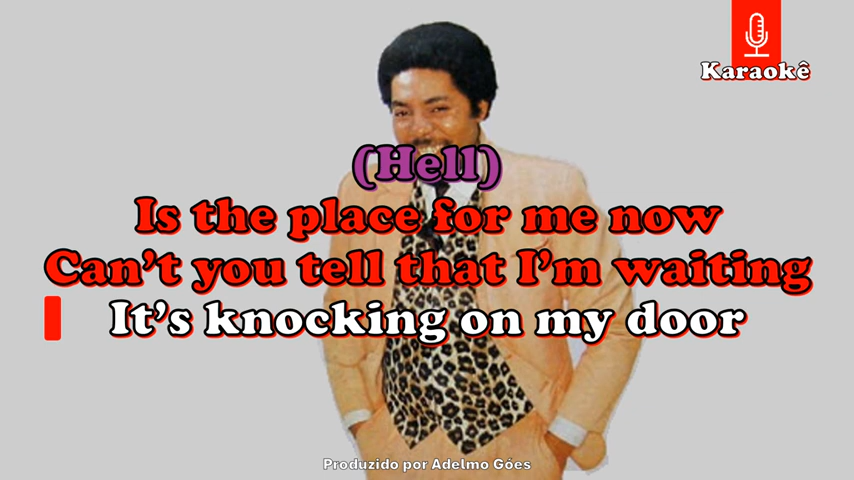 Karaokê
(Hell)
Is the place for me now
Can't you tell that I'm waiting
It's knocking on my door
Produzido por Adelmo Góes